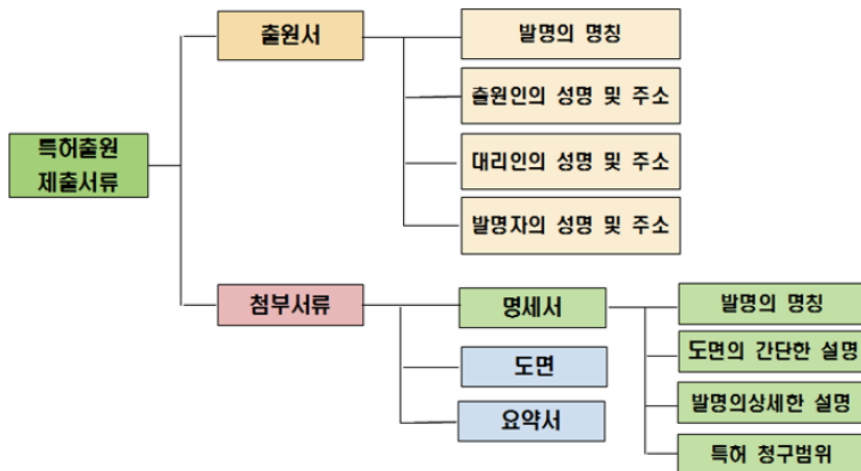 특허출원
제출서류
출원서
발명의 명칭
출원인의 성명 및 주소
대리인의 성명 및 주소
발명자의 성명 및 주소
첨부서류
명세서
발명의 명칭
도면의 간단한 설명
발명의상세한 설명
특허 청구범위
도면
요약서